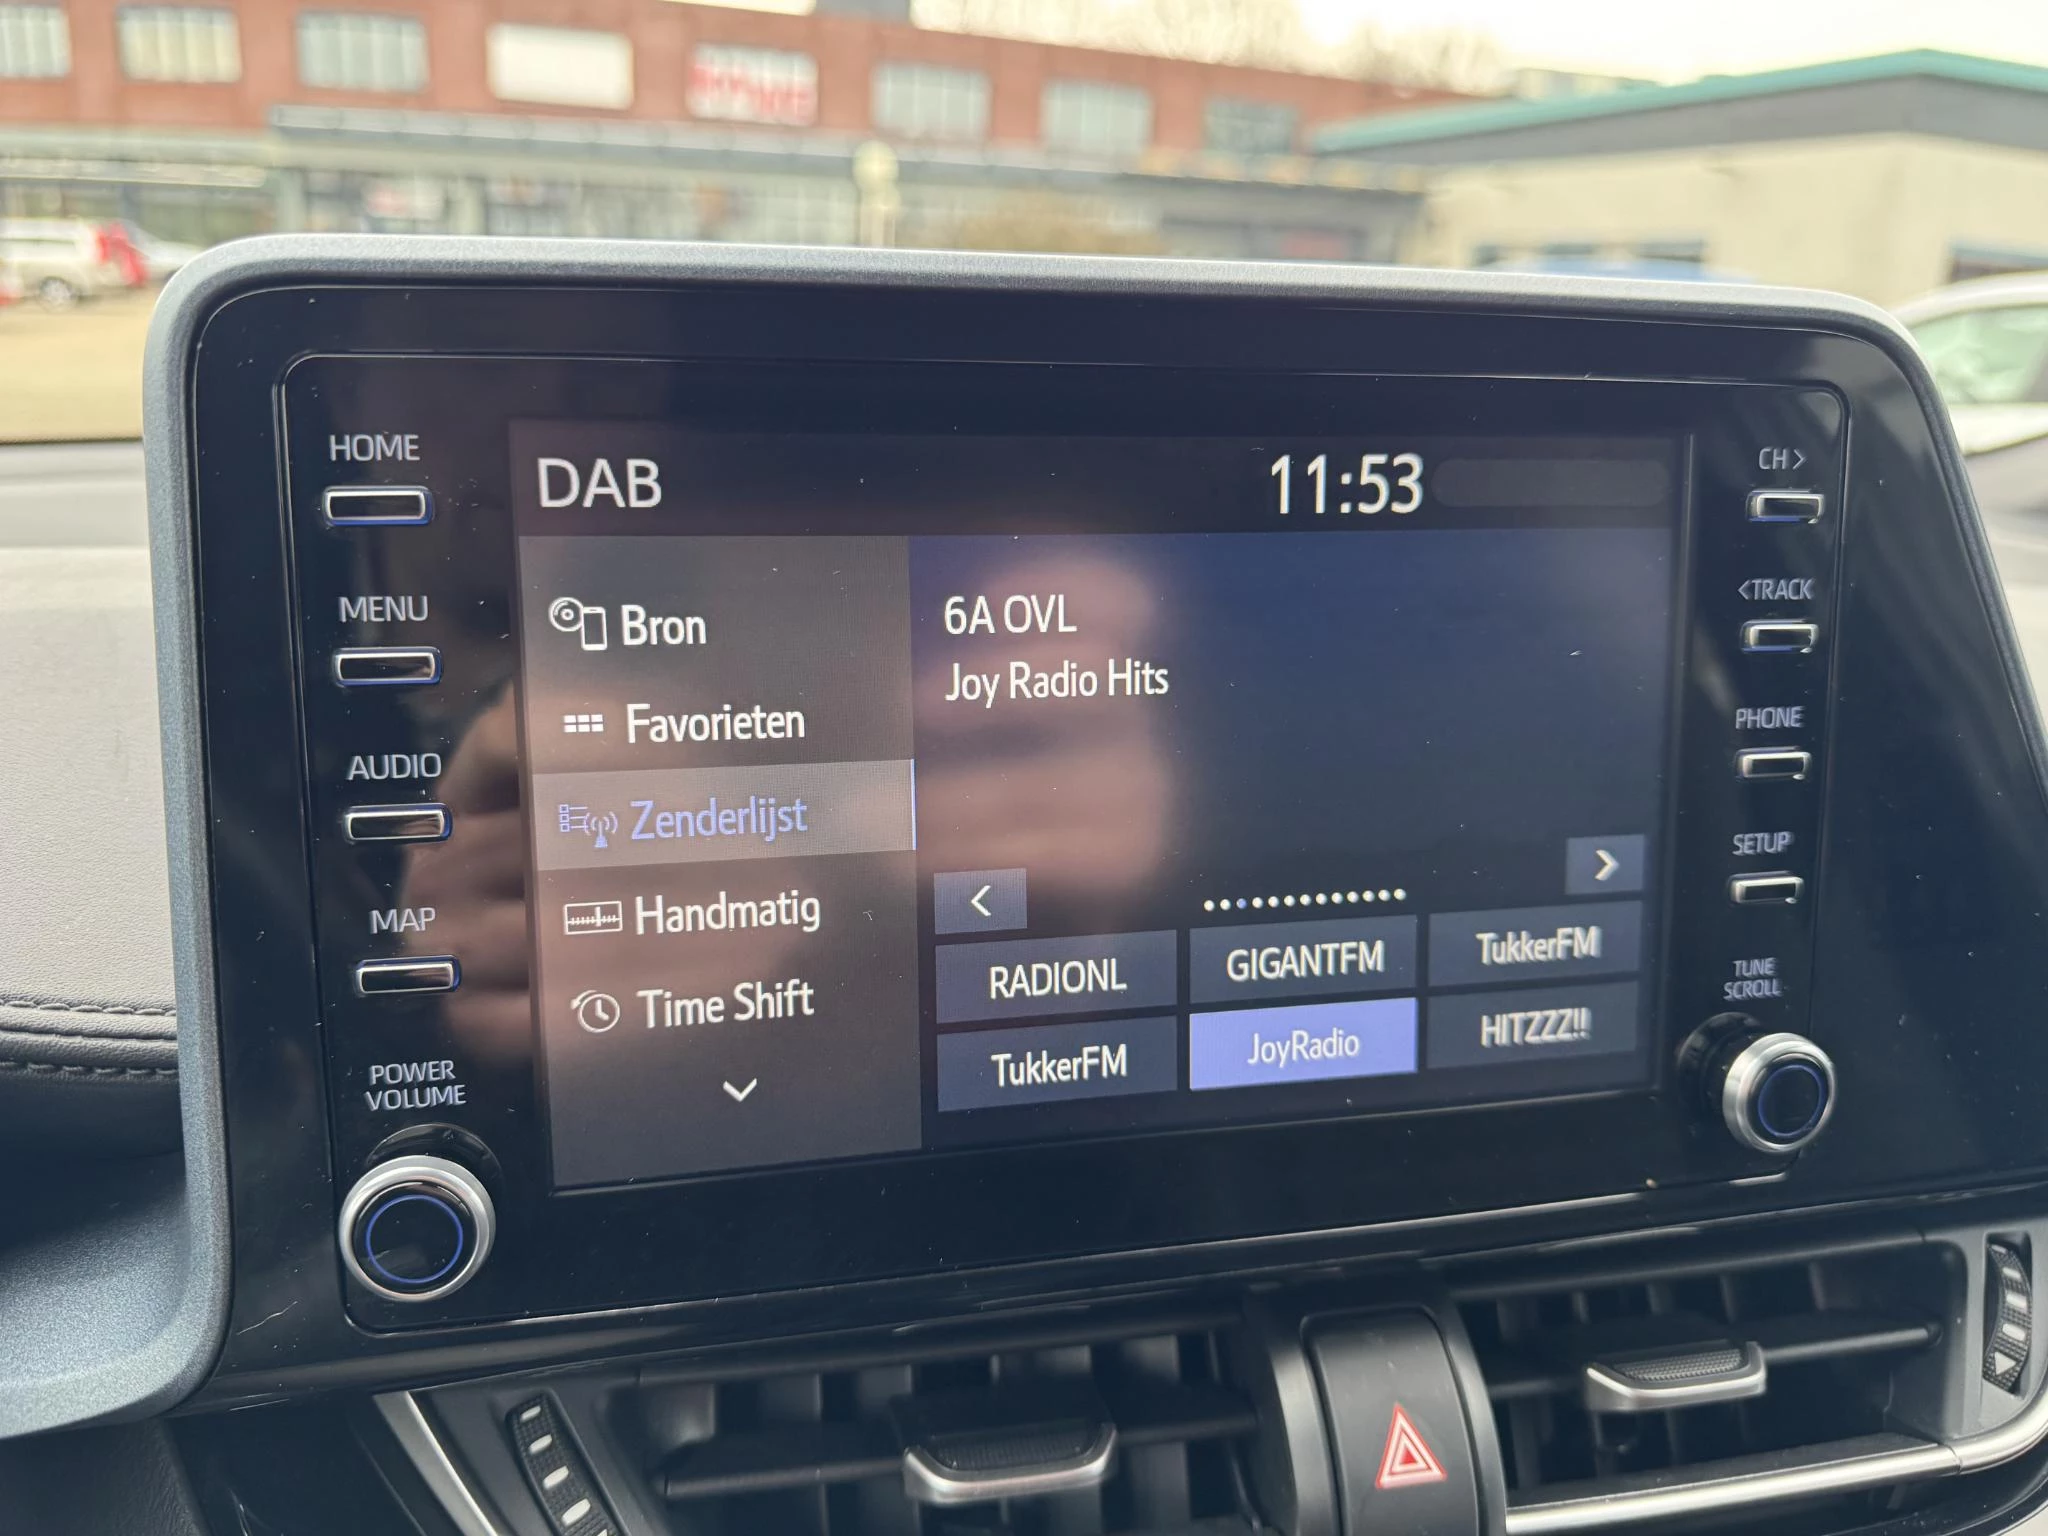 HOME
MENU
AUDIO
MAP
POWER
VOLUME
DAB
11:53
Bron
Favorieten
Zenderlijst
Handmatig
Time Shift
6A OVL
Joy Radio Hits
RADIONL
GIGANTFM
TukkerFM
TukkerFM
JoyRadio
HITZZZ!!
CH>
<TRACK
PHONE
SETUP
TUNE
SCROLL